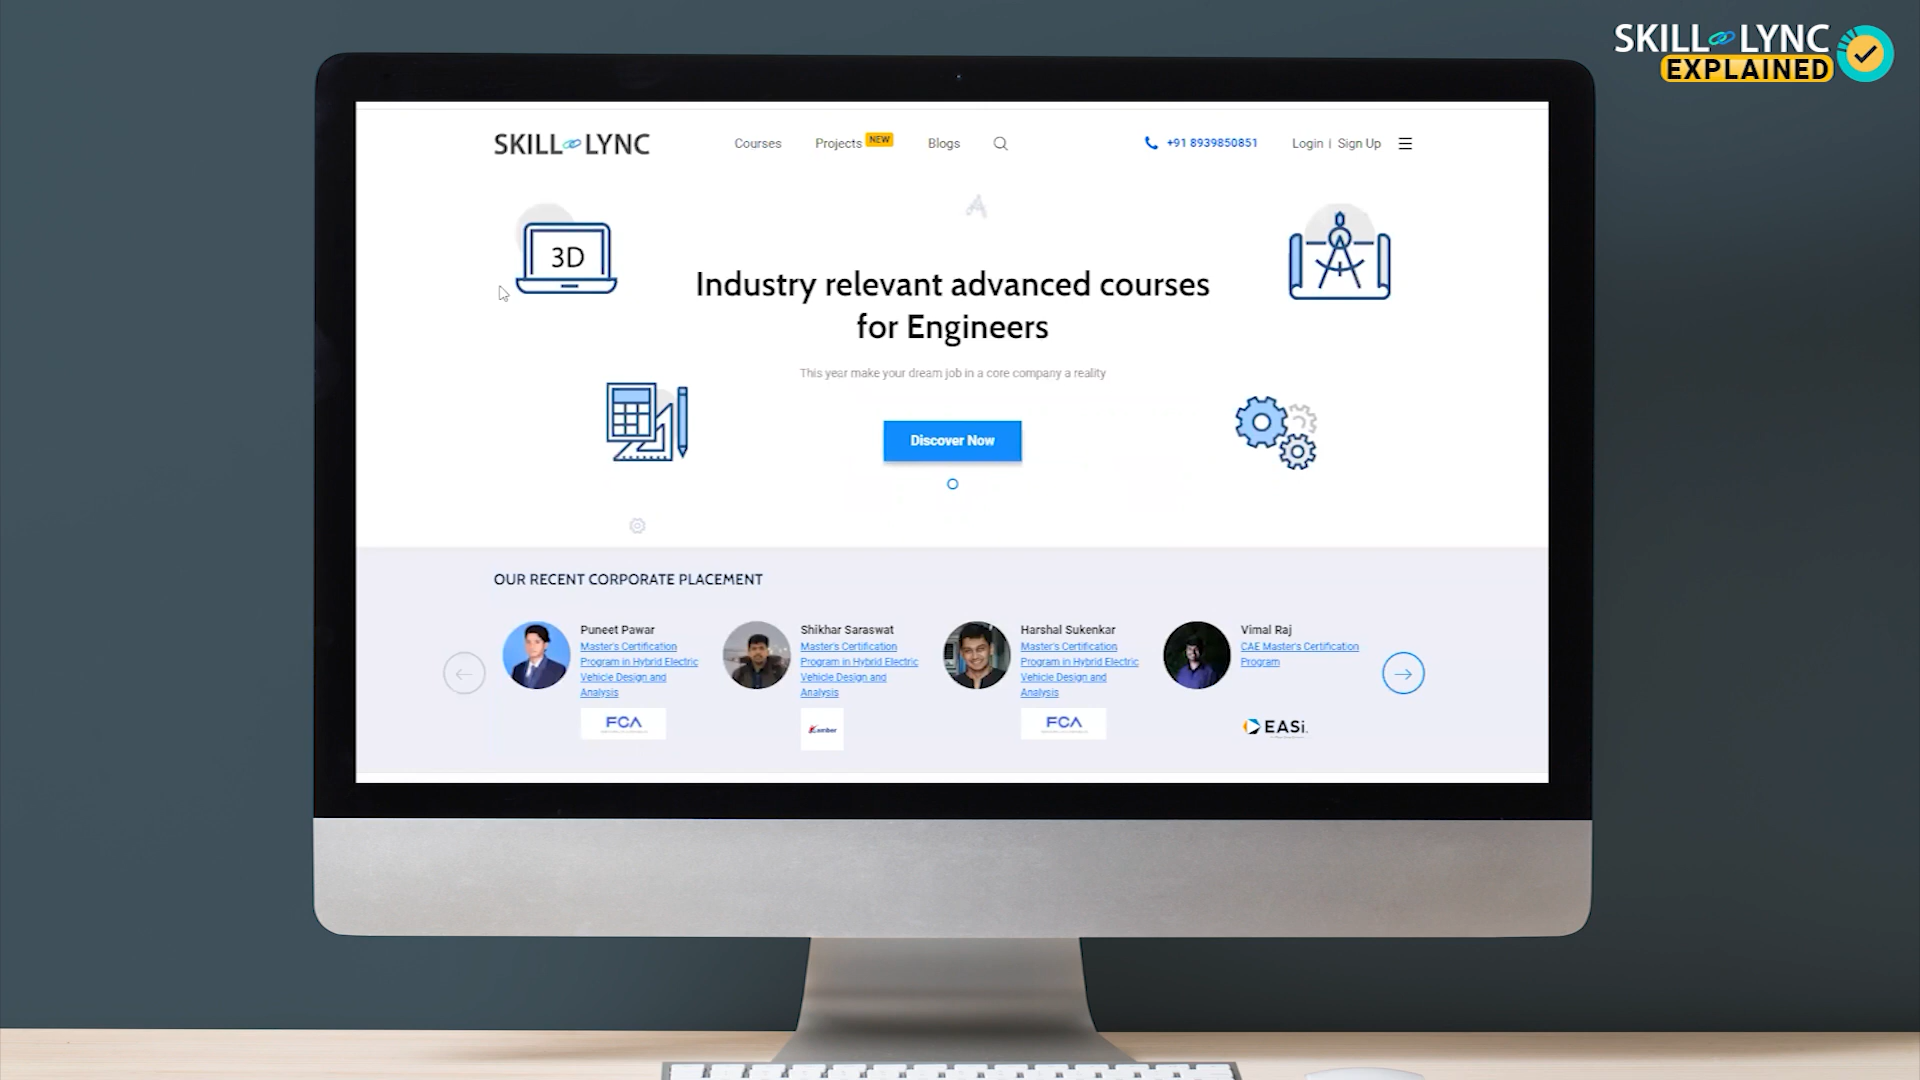 SKILL LYNC
EXPLAINED
SKILL LYNC
Courses
Projects NEW
Blogs
+91 8939850851
Login | Sign Up
3D
Industry relevant advanced courses
for Engineers
This year make your dream job in a core company a reality
Discover Now
OUR RECENT CORPORATE PLACEMENT
Puneet Pawar
Master's Certification
Program in Hybrid Electric
Vehicle Design and
Analysis
FCA
Shikhar Saraswat
Master's Certification
Program in Hybrid Electric
Vehicle Design and
Analysis
Harshal Sukenkar
Master's Certification
Program in Hybrid Electric
Vehicle Design and
Analysis
FCA
Vimal Raj
CAE Master's Certification
Program
EASi.